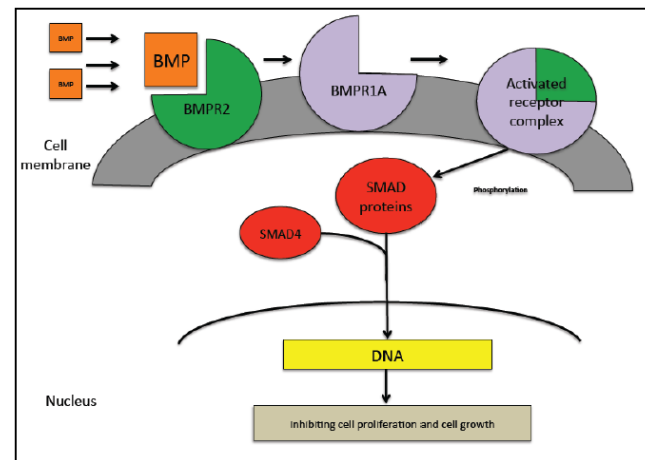 BMP
BMP
BMP
BMPR2
BMPR1A
Activated
receptor
complex
Cell
membrane
SMAD
proteins
Phosphorylation
SMAD4
DNA
Nucleus
Inhibiting cell proliferation and cell growth